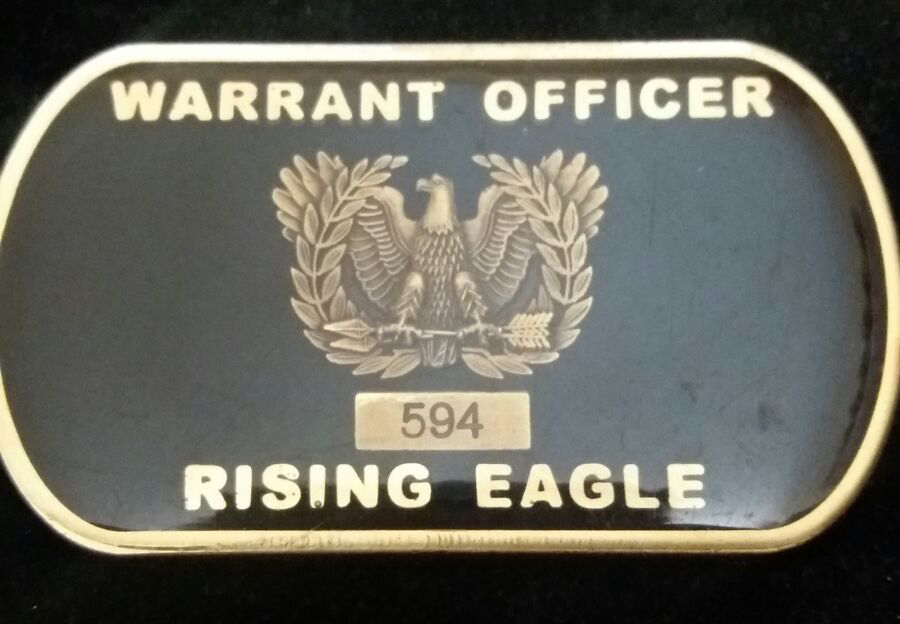 WARRANT OFFICER
594
RISING EAGLE